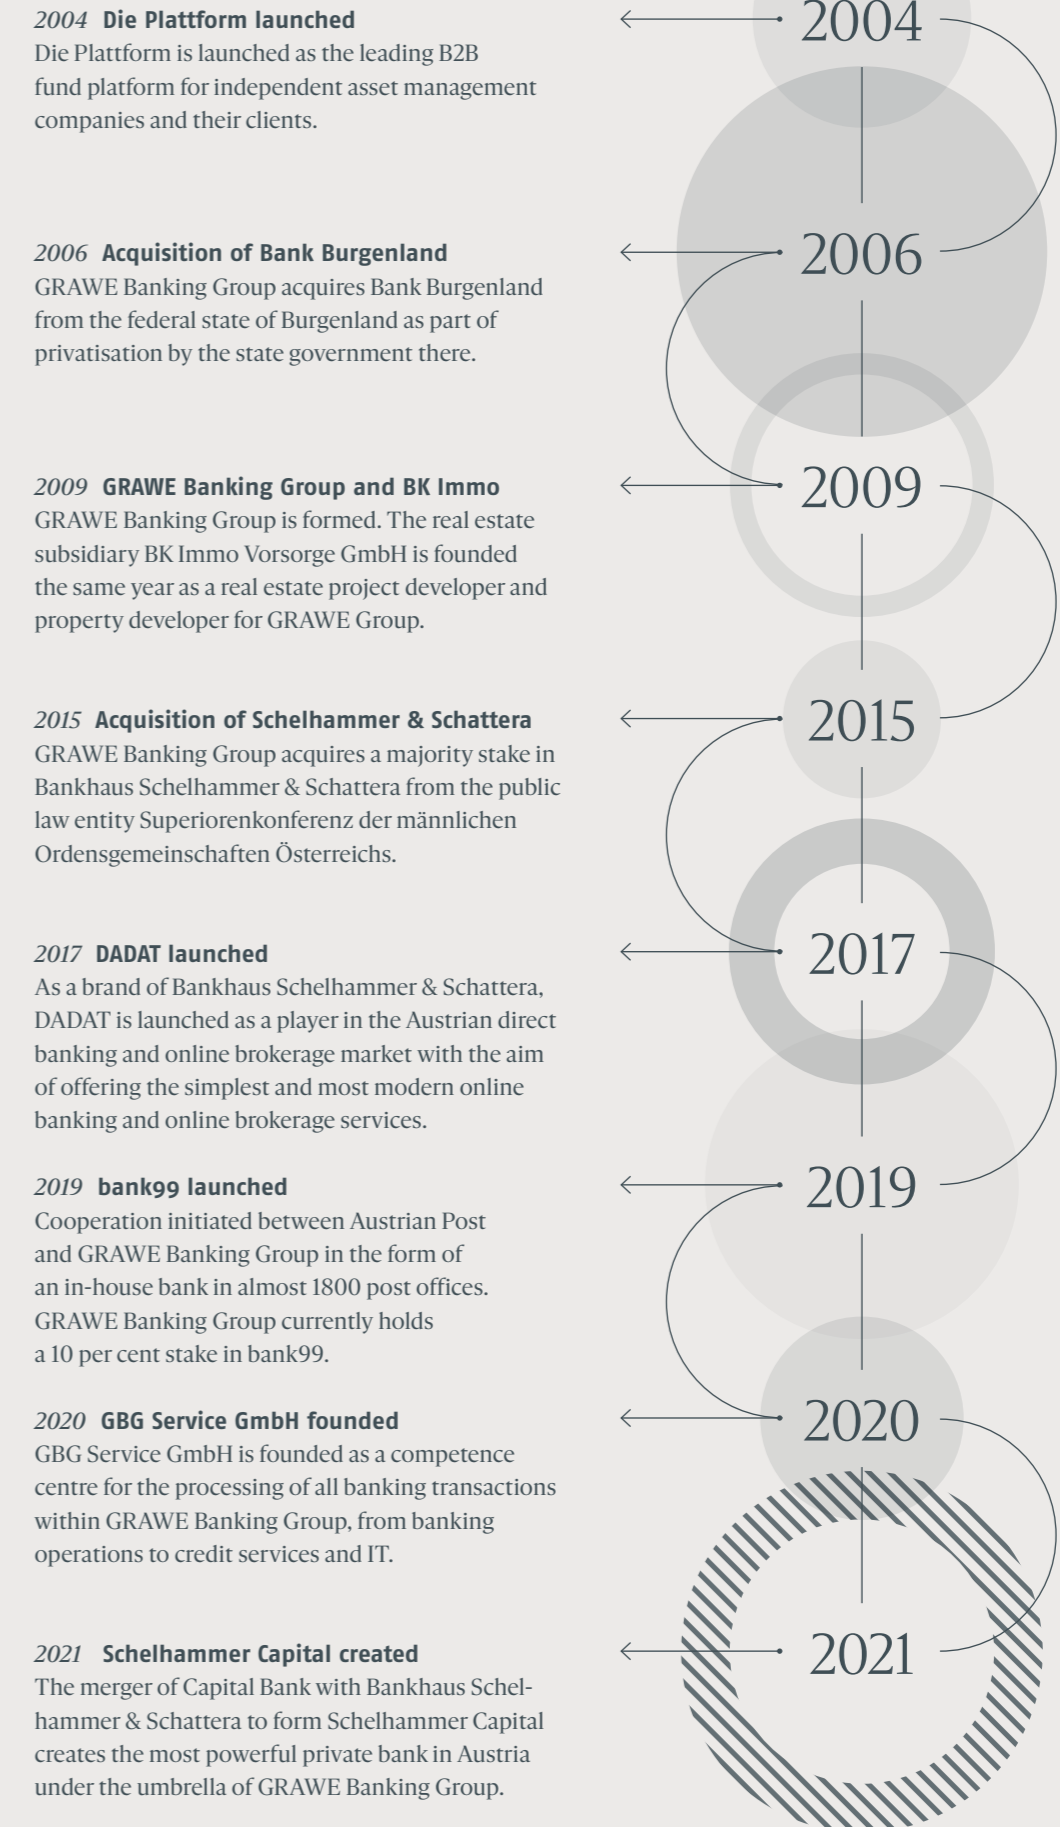 2004 Die Plattform launched
Die Plattform is launched as the leading B2B
fund platform for independent asset management
companies and their clients.
2004
2006 Acquisition of Bank Burgenland
GRAWE Banking Group acquires Bank Burgenland
from the federal state of Burgenland as part of
privatisation by the state government there.
2006
2009 GRAWE Banking Group and BK Immo
GRAWE Banking Group is formed. The real estate
subsidiary BK Immo Vorsorge GmbH is founded
the same year as a real estate project developer and
property developer for GRAWE Group.
2009
2015 Acquisition of Schelhammer & Schattera
GRAWE Banking Group acquires a majority stake in
Bankhaus Schelhammer & Schattera from the public
law entity Superiorenkonferenz der männlichen
Ordensgemeinschaften Österreichs.
2015
2017 DADAT launched
As a brand of Bankhaus Schelhammer & Schattera,
DADAT is launched as a player in the Austrian direct
banking and online brokerage market with the aim
of offering the simplest and most modern online
banking and online brokerage services.
2017
2019 bank99 launched
Cooperation initiated between Austrian Post
and GRAWE Banking Group in the form of
an in-house bank in almost 1800 post offices.
GRAWE Banking Group currently holds
a 10 per cent stake in bank99.
2019
2020 GBG Service GmbH founded
GBG Service GmbH is founded as a competence
centre for the processing of all banking transactions
within GRAWE Banking Group, from banking
operations to credit services and IT.
2020
2021 Schelhammer Capital created
The merger of Capital Bank with Bankhaus Schel-
hammer & Schattera to form Schelhammer Capital
creates the most powerful private bank in Austria
under the umbrella of GRAWE Banking Group.
2021